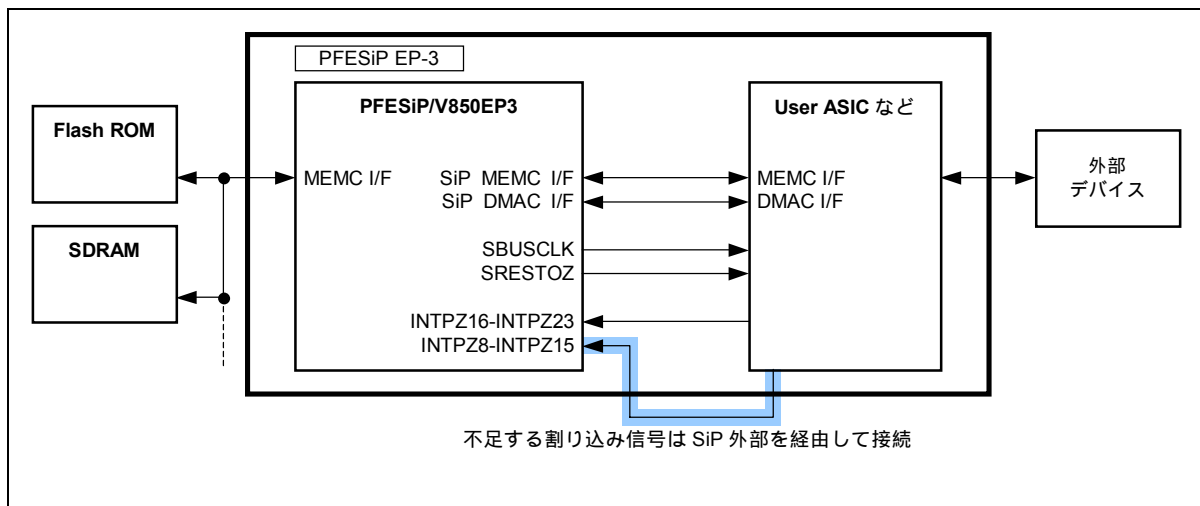 PFESiP EP-3
PFESiP/V850EP3
User ASIC など
Flash ROM
外部
デバイス
MEMC I/F
SiP MEMC I/F
MEMC I/F
SiP DMAC I/F
DMAC I/F
SDRAM
SBUSCLK
SRESTOZ
INTPZ16-INTPZ23
INTPZ8-INTPZ15
不足する割り込み信号は SiP 外部を経由して接続